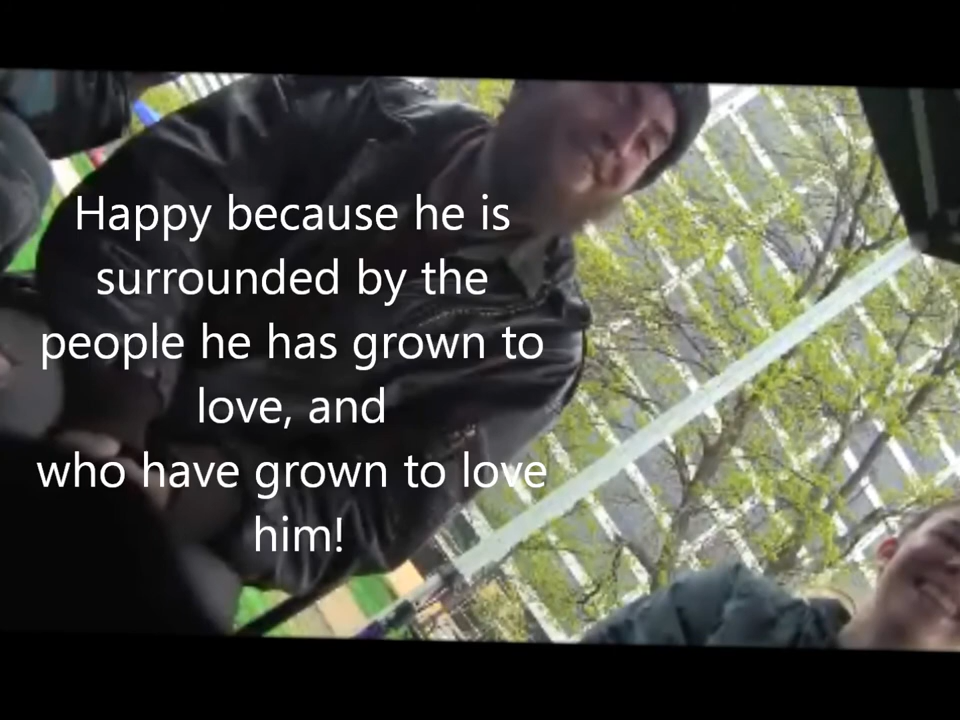 Happy because he is
surrounded by the
people he has grown to
love, and
who have grown to love
him!